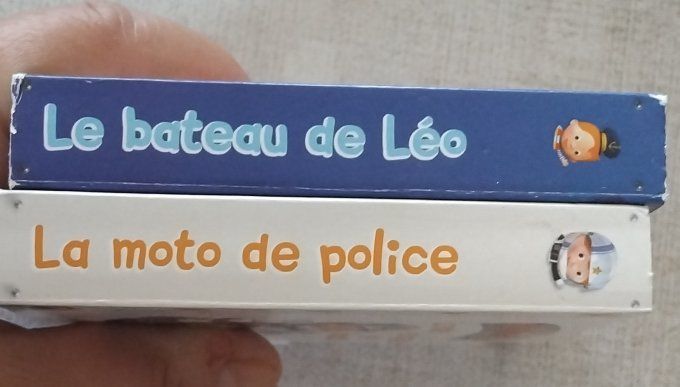 Le bateau de Léo
La moto de police